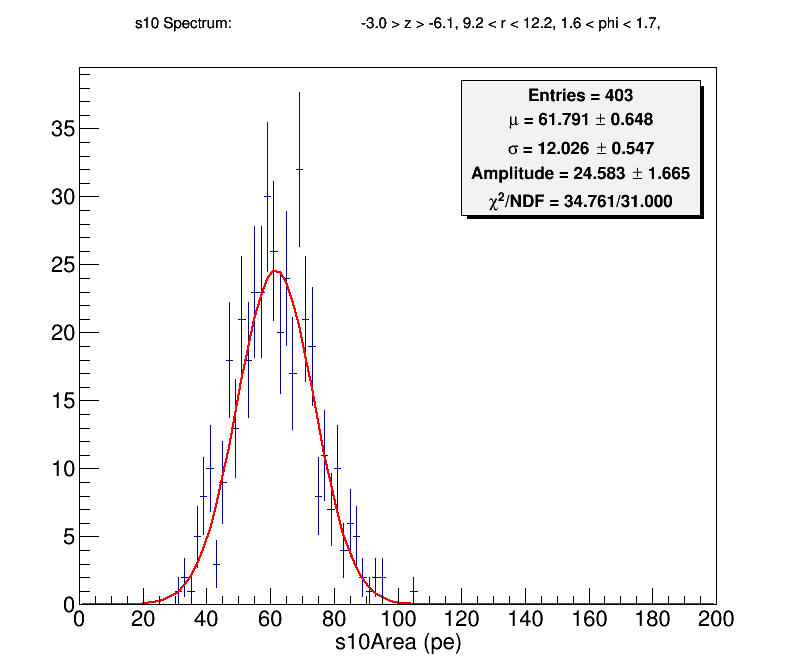 s10 Spectrum: -3.0 > z > -6.1, 9.2 < r < 12.2, 1.6 < phi < 1.7,
Entries = 403
μ = 61.791 ± 0.648
σ = 12.026 ± 0.547
Amplitude = 24.583 ± 1.665
χ²/NDF = 34.761/31.000
35
30
25
20
15
10
5
0
0 20 40 60 80 100 120 140 160 180 200
s10Area (pe)